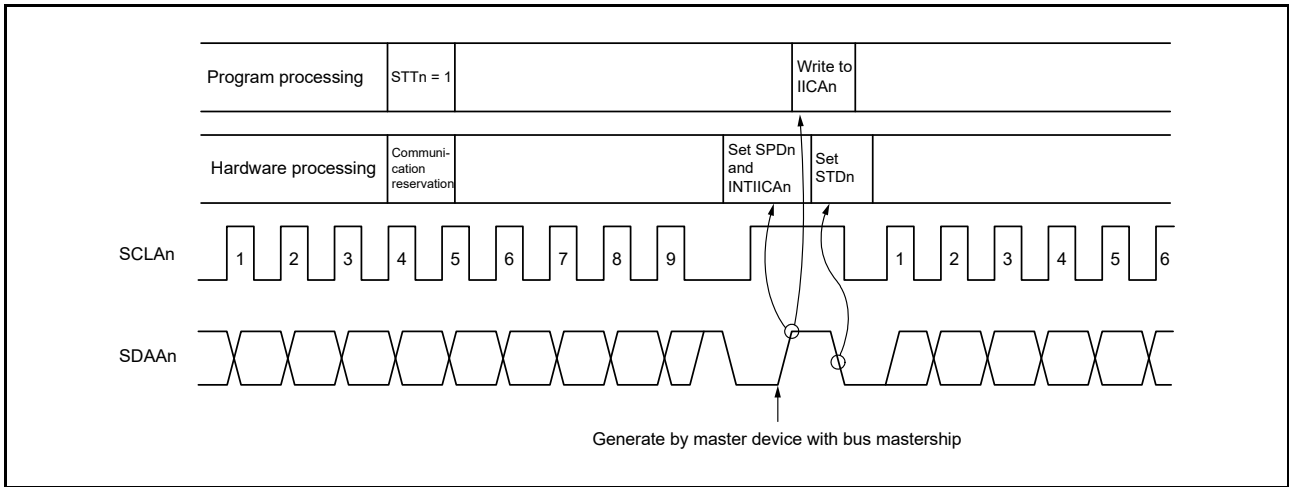 Program processing
STTn = 1
Write to
IICAn
Hardware processing
Communi-
cation
reservation
Set SPDn
and
INTIICAn
Set
STDn
SCLAn
1 2 3 4 5 6 7 8 9 1 2 3 4 5 6
SDAAn
Generate by master device with bus mastership